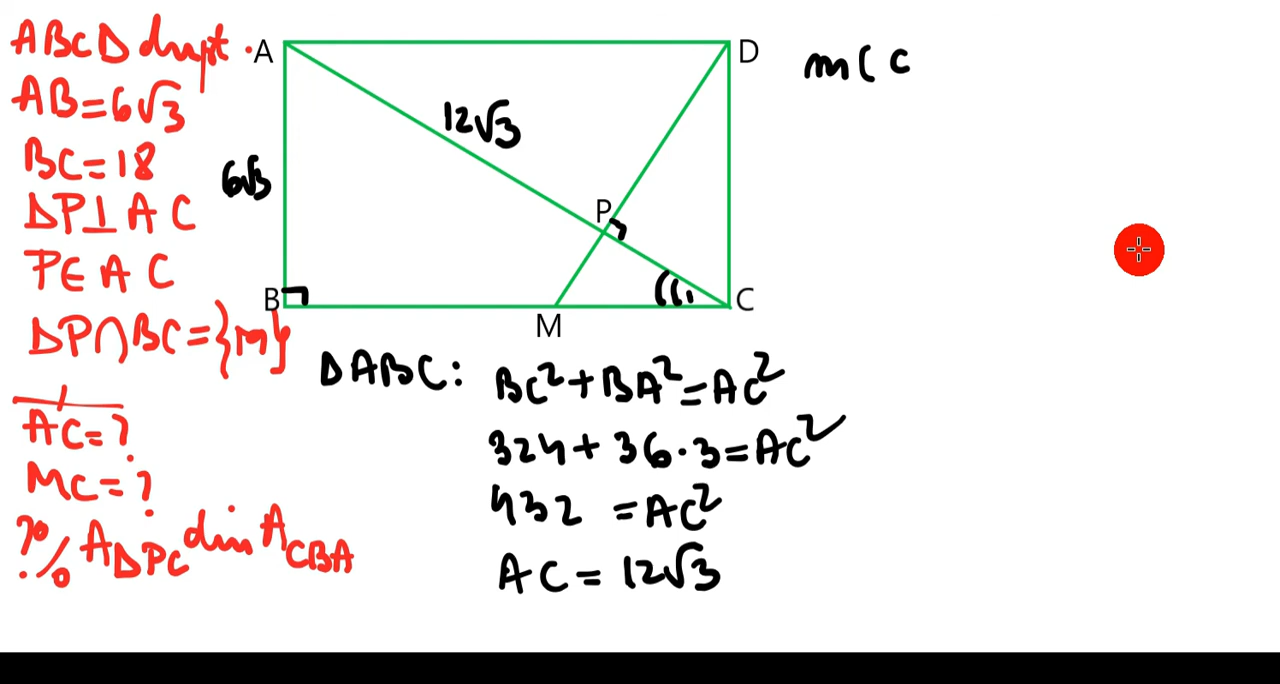 ABCD drept.
AB=6√3
BC=18
DP⊥AC
P∈AC
DP∩BC={M}
AC=?
MC=?
?% A_DPC din A_CBA
A
D
12√3
6√3
P
B
C
M
m(C
ΔABC: BC²+BA²=AC²
324+36·3=AC²
432=AC²
AC=12√3